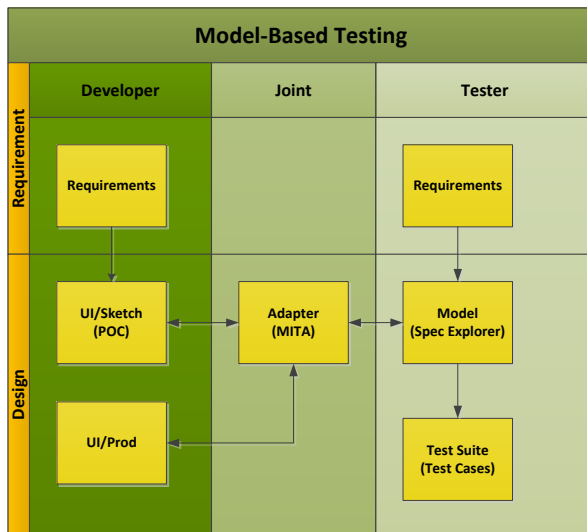 Model-Based Testing
Developer
Joint
Tester
Requirement
Requirements
Requirements
Design
UI/Sketch
(POC)
Adapter
(MITA)
Model
(Spec Explorer)
UI/Prod
Test Suite
(Test Cases)